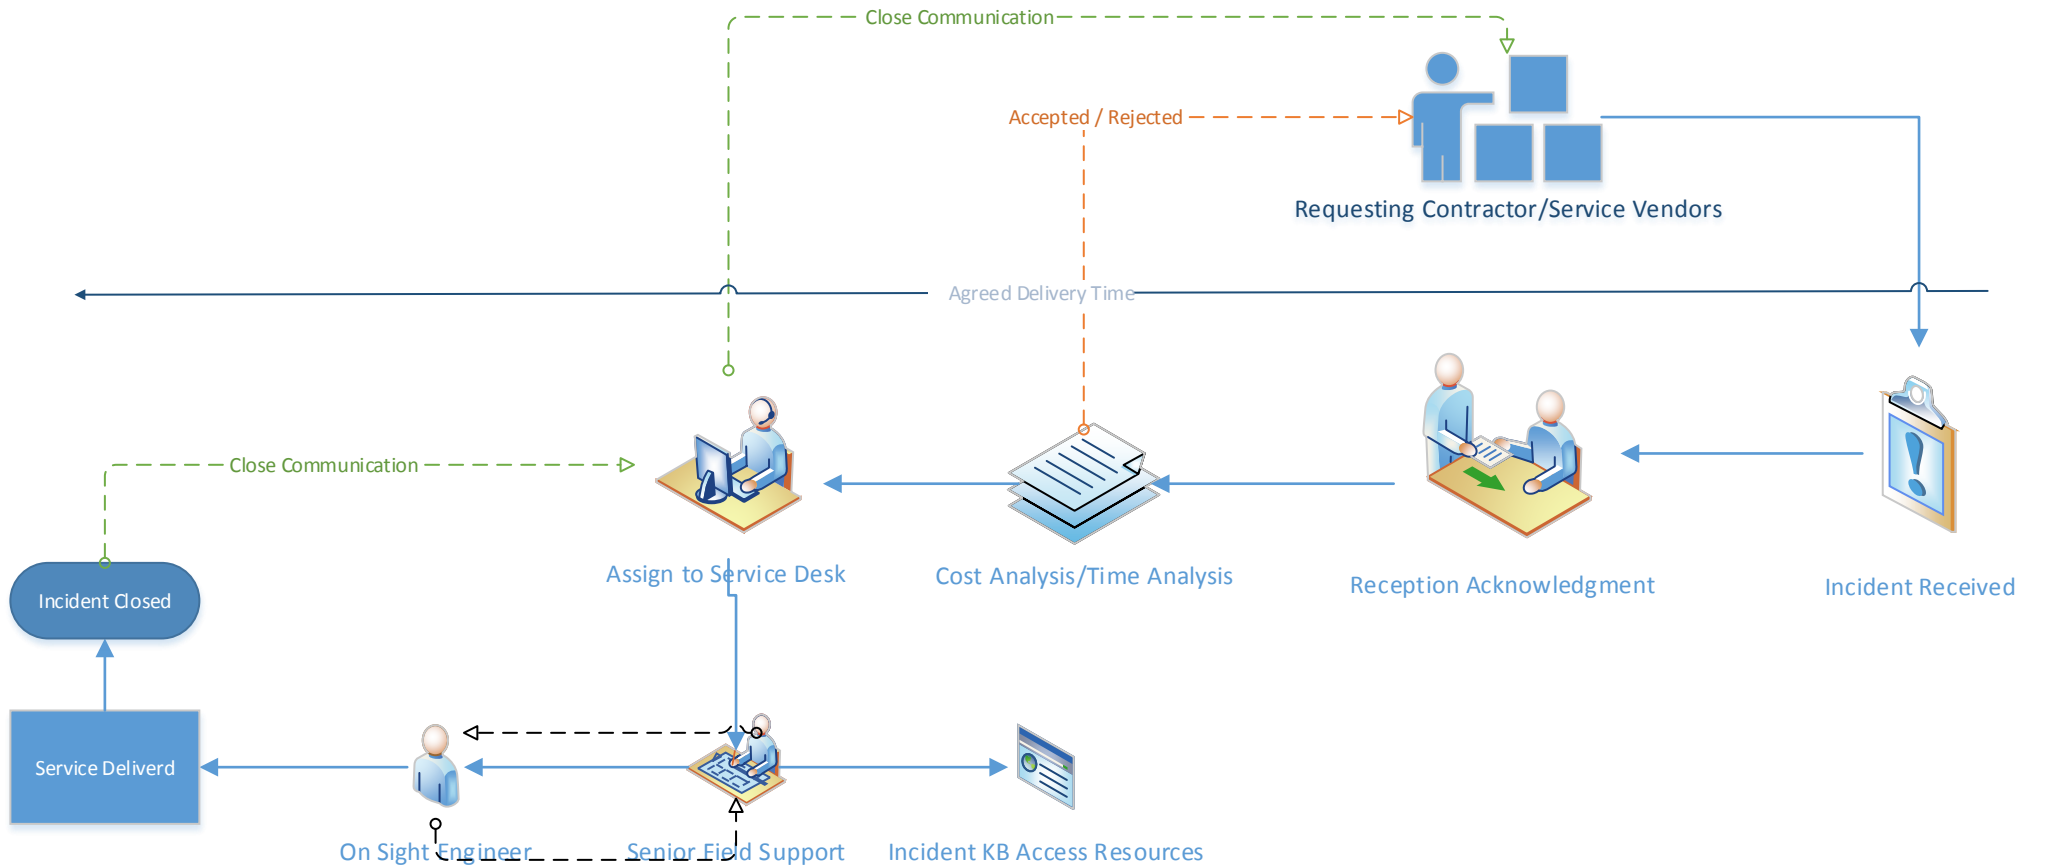 Close Communication
Accepted / Rejected
Requesting Contractor/Service Vendors
Agreed Delivery Time
Close Communication
Assign to Service Desk
Cost Analysis/Time Analysis
Reception Acknowledgment
Incident Received
Incident Closed
Service Deliverd
On Sight Engineer
Senior Field Support
Incident KB Access Resources